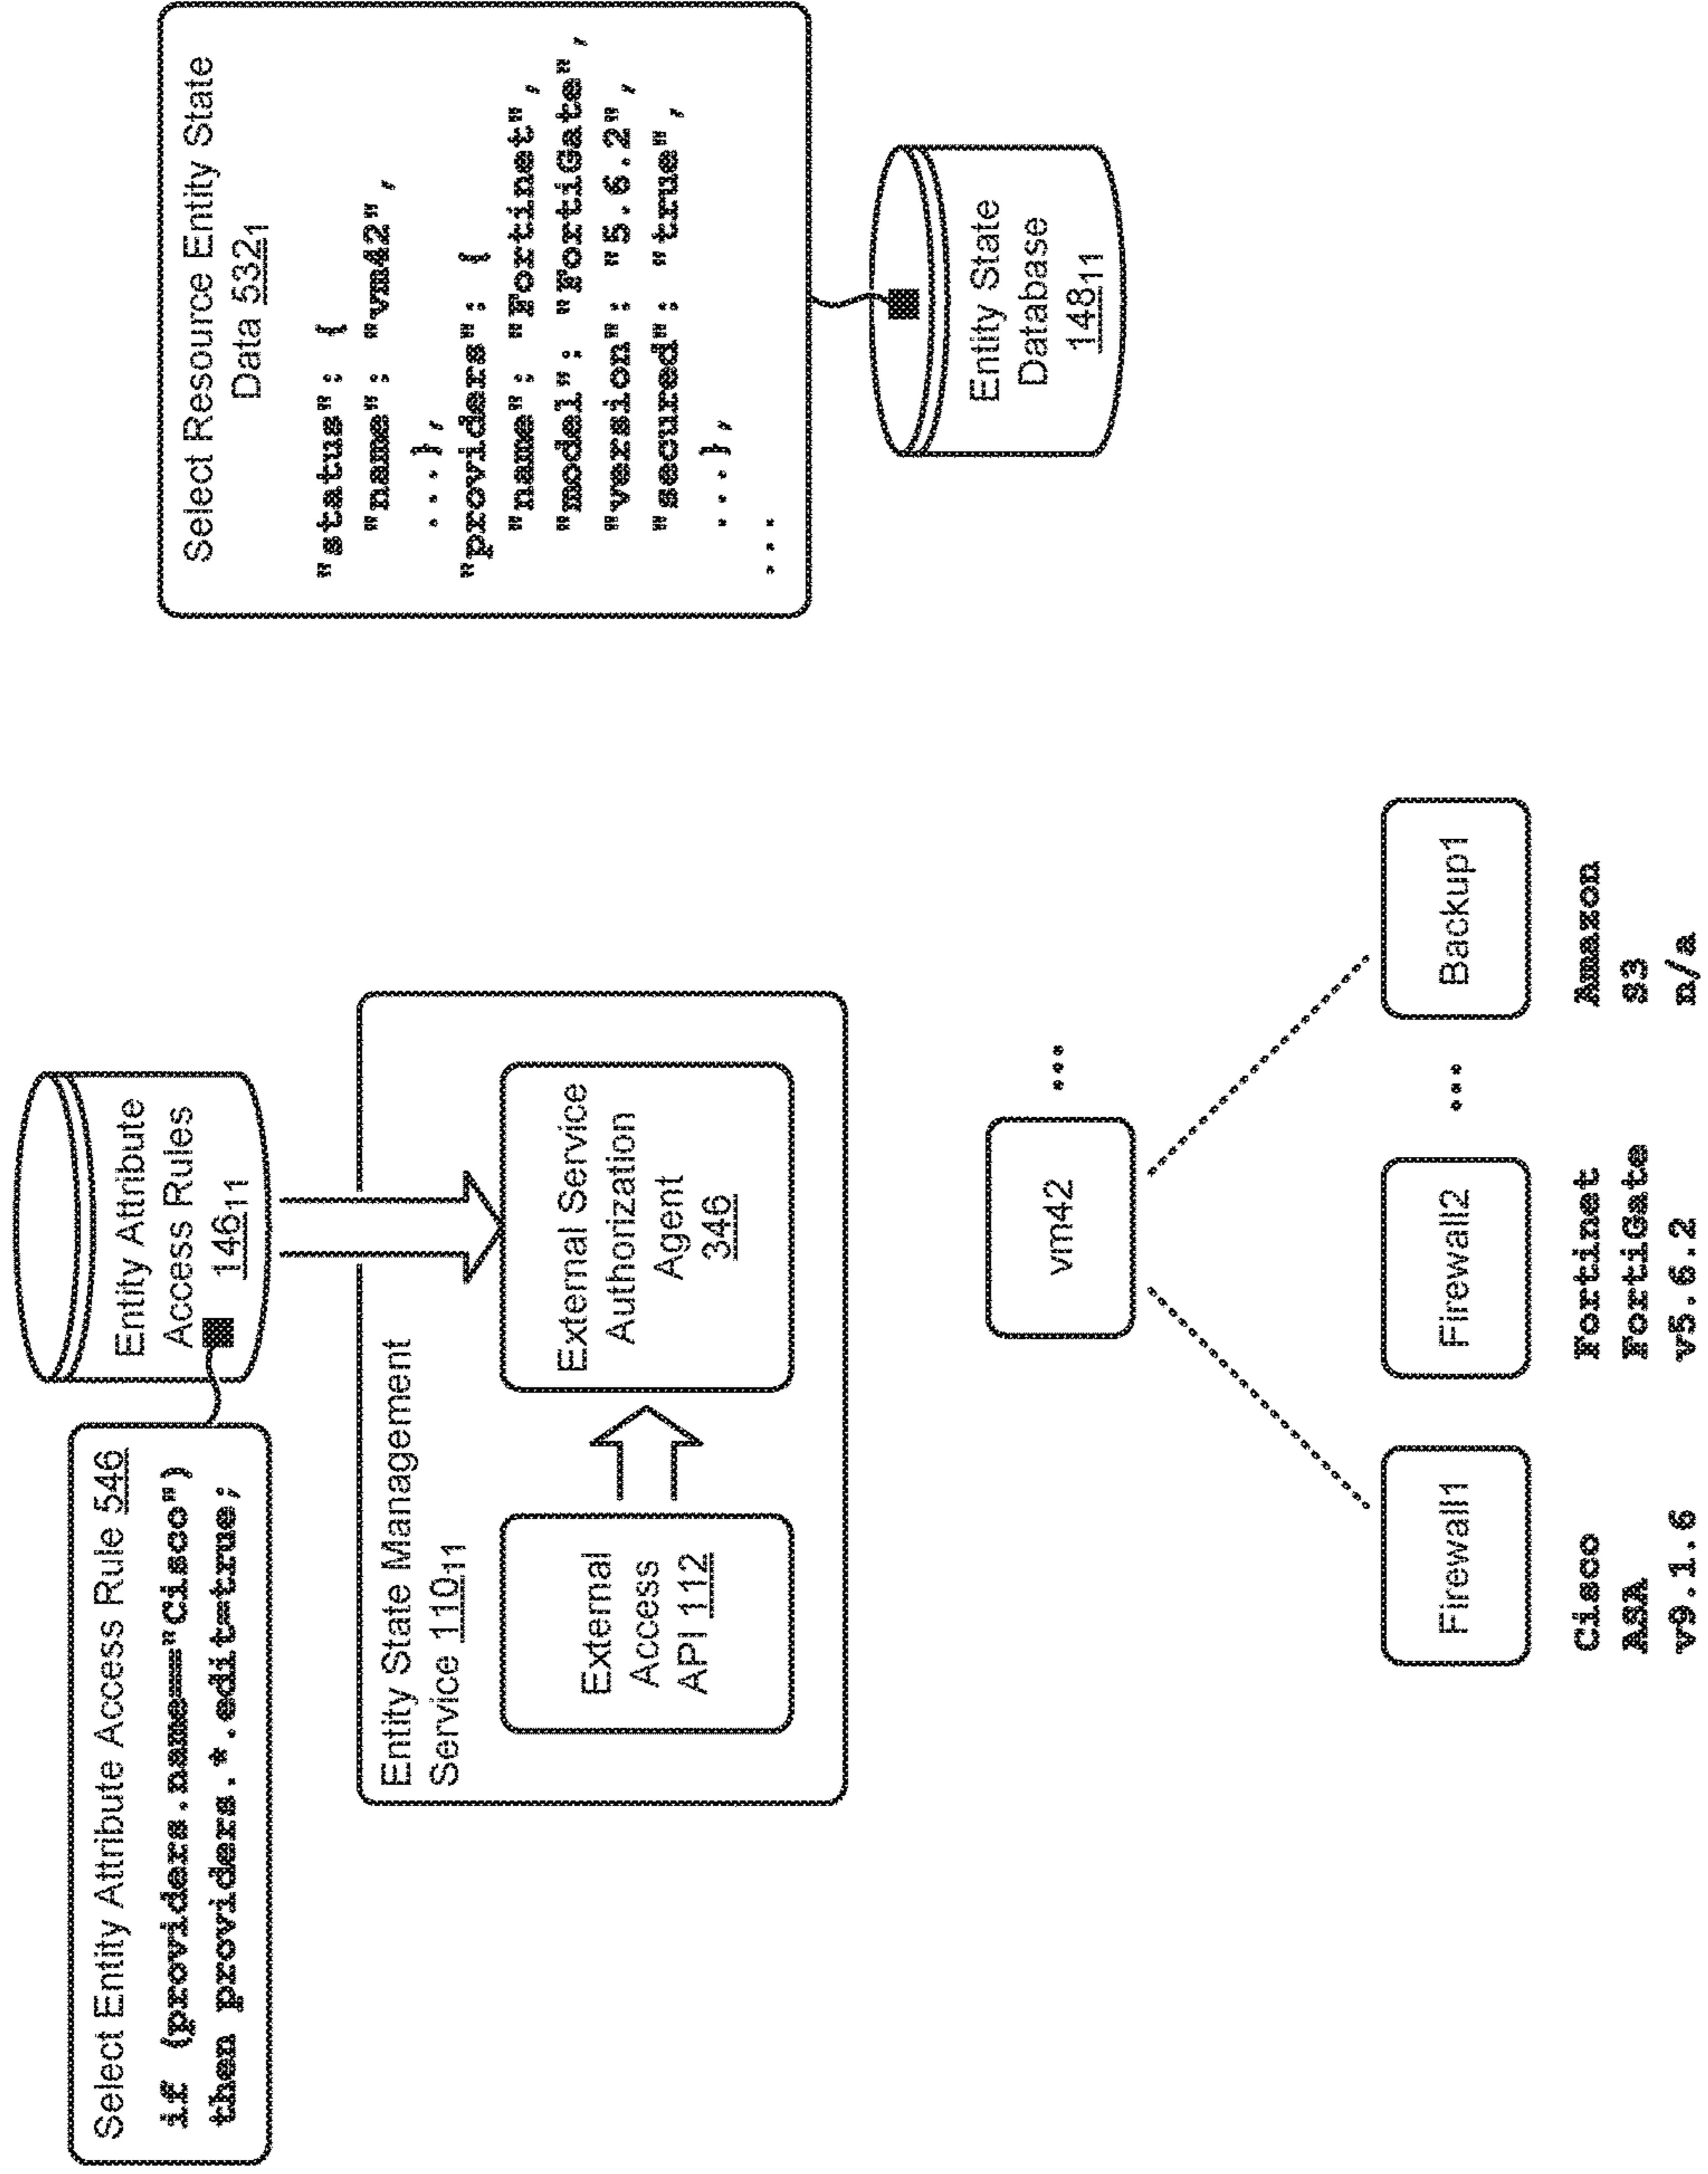 Select Entity Attribute Access Rule 546
if (providers.name=="Cisco")
then providers.*.edit=true;
Entity Attribute
Access Rules
146₁₁
Entity State Management
Service 110₁₁
External
Access
API 112
External Service
Authorization
Agent
346
vm42
...
Firewall1
Cisco
ASA
v9.1.6
Firewall2
Fortinet
FortiGate
v5.6.2
...
Backup1
Amazon
S3
n/a
Select Resource Entity State
Data 532₁
"status": {
"name": "vm42",
...},
"providers": {
"name": "Fortinet",
"model": "FortiGate",
"version": "5.6.2",
"secured": "true",
...},
...
Entity State
Database
148₁₁